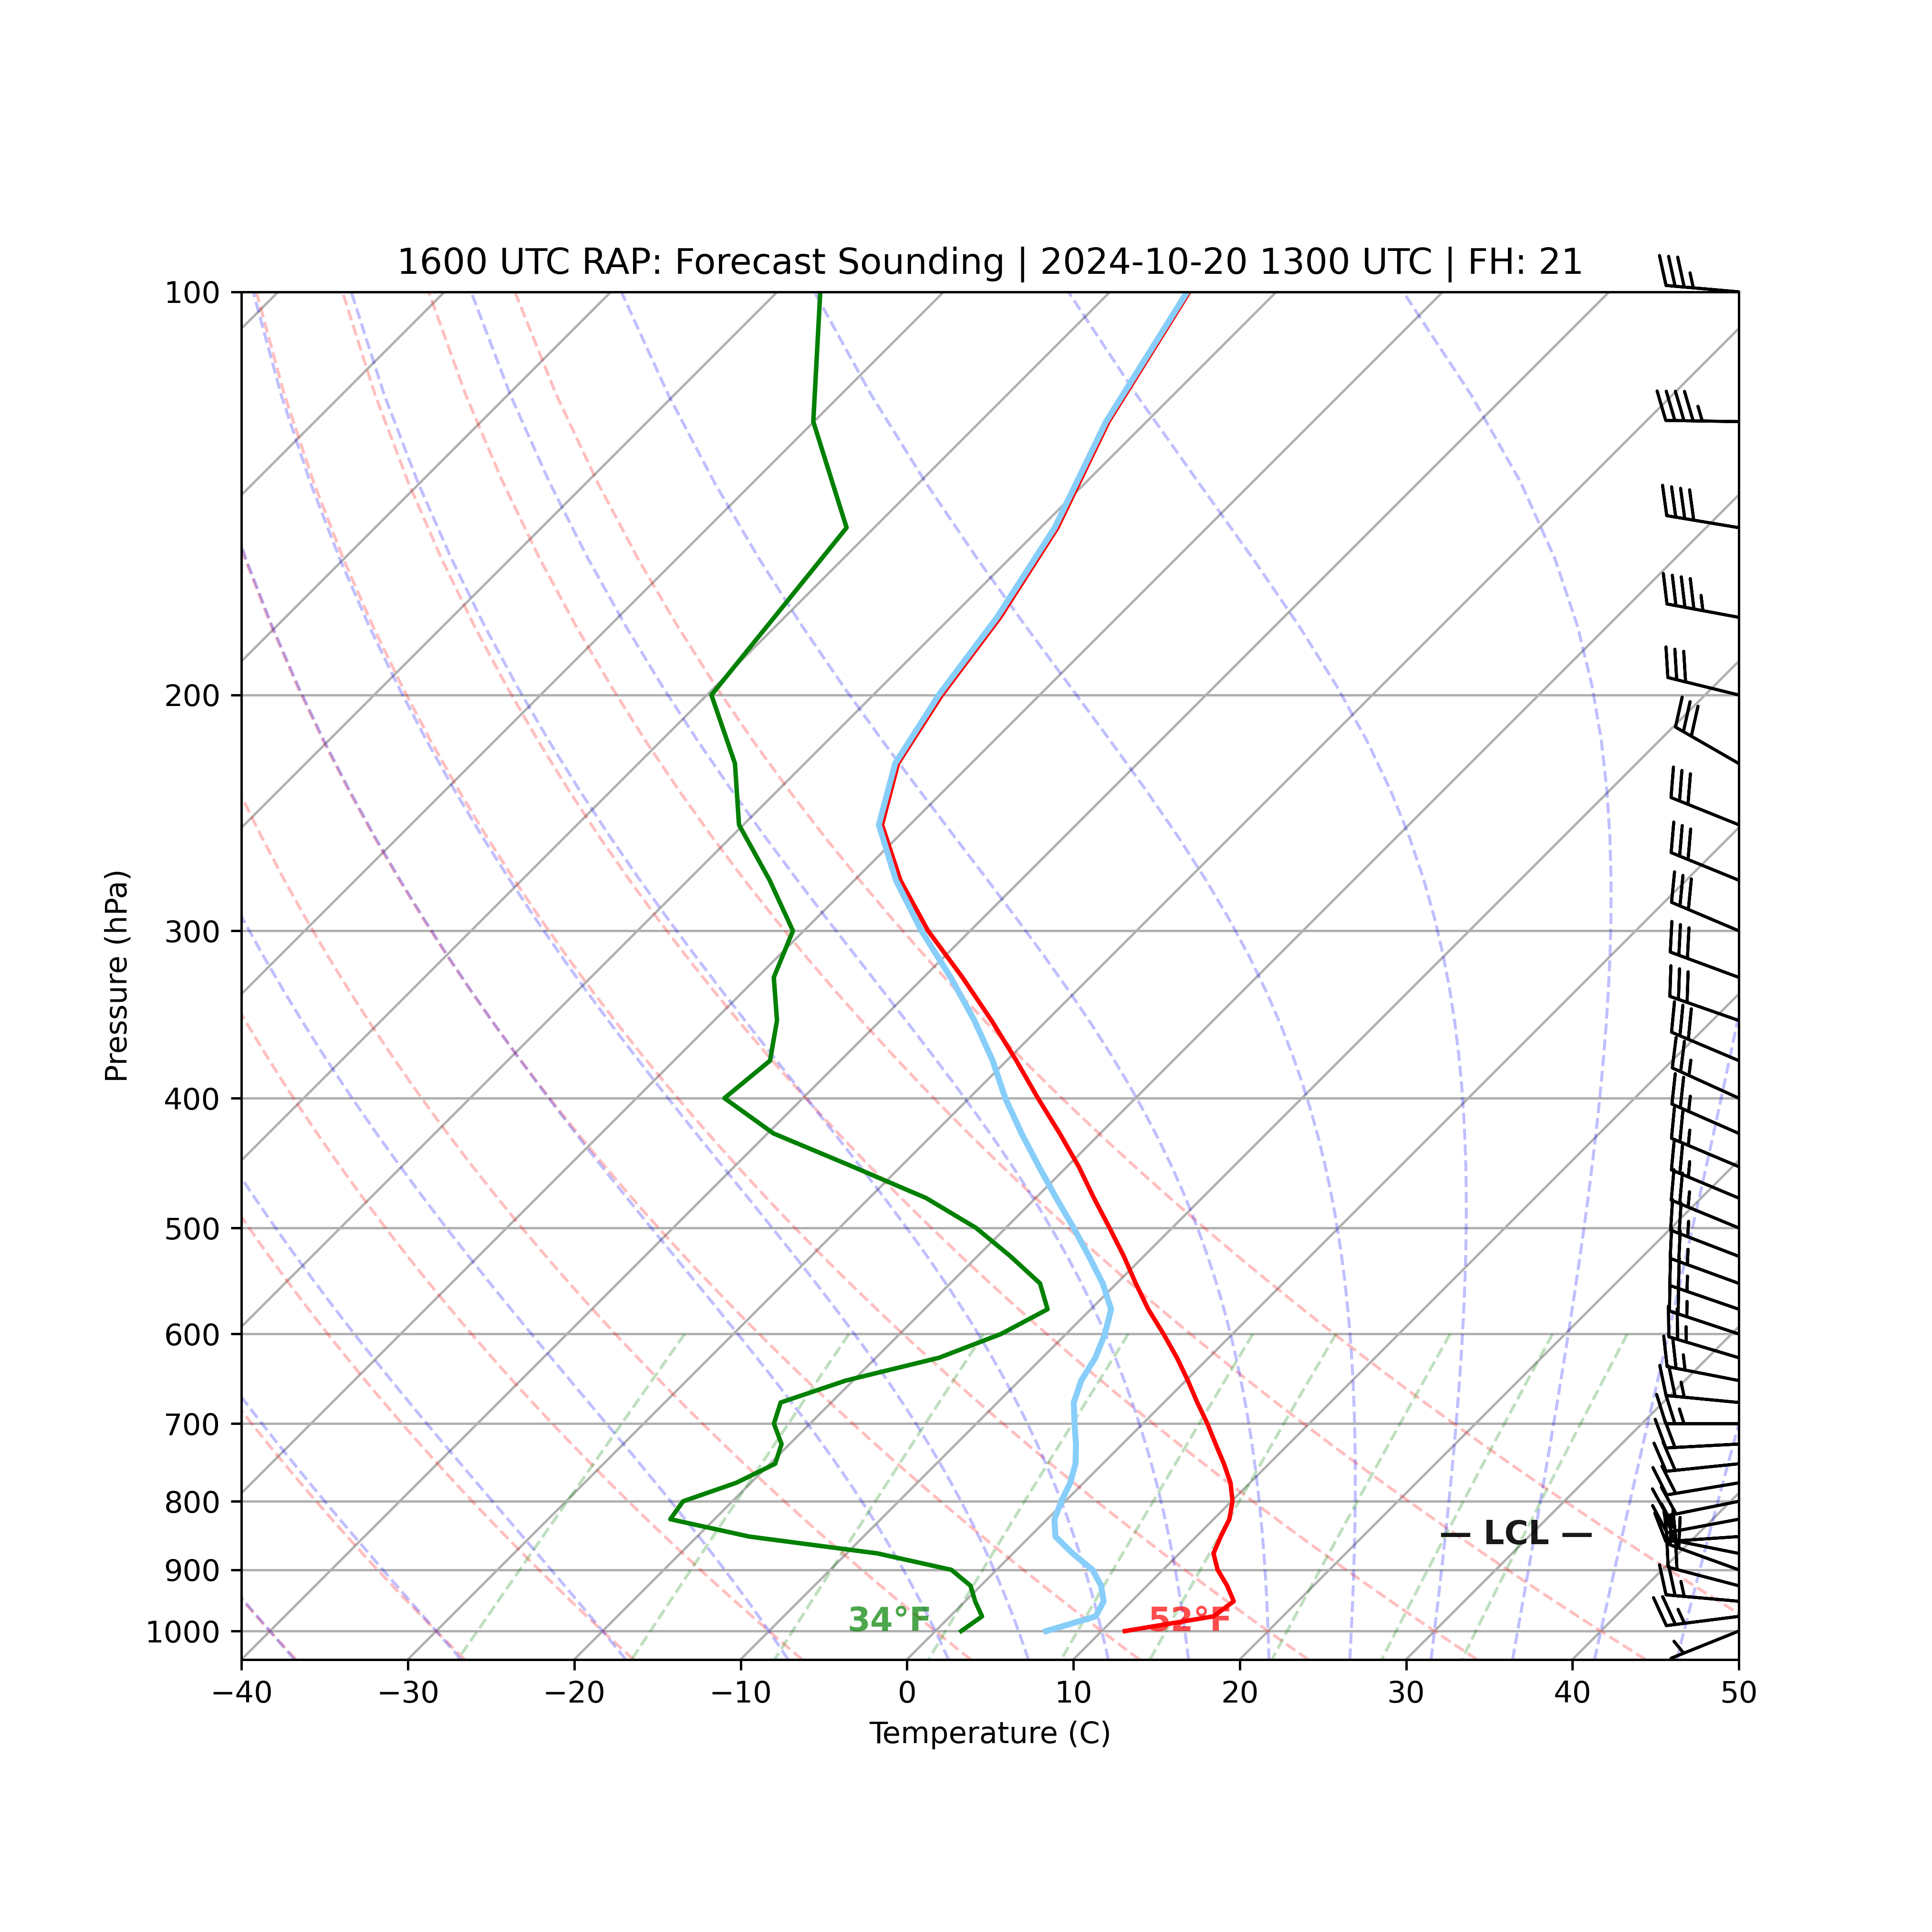 1600 UTC RAP: Forecast Sounding | 2024-10-20 1300 UTC | FH: 21
100
200
300
400
500
600
700
800
900
1000
Pressure (hPa)
— LCL —
34°F
52°F
−40 −30 −20 −10 0 10 20 30 40 50
Temperature (C)